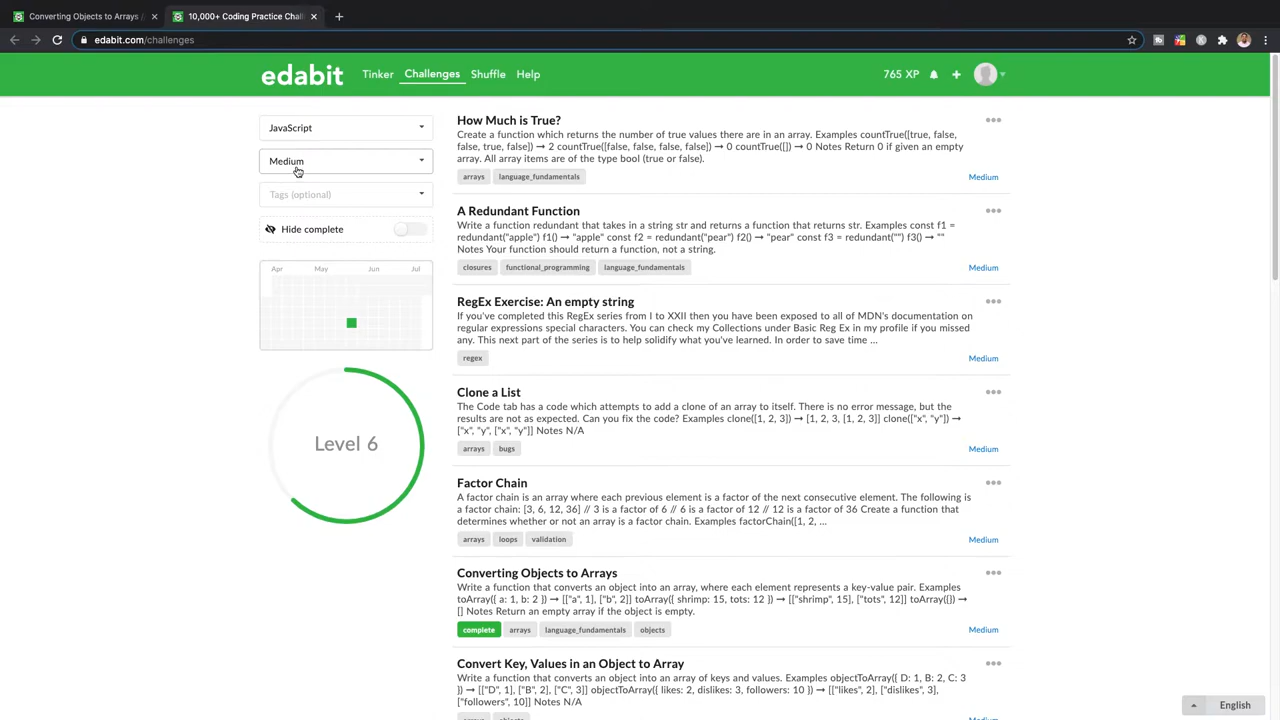 Converting Objects to Arrays /
10,000+ Coding Practice Chall
edabit.com/challenges
edabit
Tinker
Challenges
Shuffle
Help
765 XP
JavaScript
Medium
Tags (optional)
Hide complete
Apr May Jun Jul
Level 6
How Much is True?
Create a function which returns the number of true values there are in an array. Examples countTrue([true, false,
false, true, false]) → 2 countTrue([false, false, false, false]) → 0 countTrue([]) → 0 Notes Return 0 if given an empty
array. All array items are of the type bool (true or false).
arrays language_fundamentals
Medium
A Redundant Function
Write a function redundant that takes in a string str and returns a function that returns str. Examples const f1 =
redundant("apple") f1() → "apple" const f2 = redundant("pear") f2() → "pear" const f3 = redundant("") f3() → ""
Notes Your function should return a function, not a string.
closures functional_programming language_fundamentals
Medium
RegEx Exercise: An empty string
If you've completed this RegEx series from I to XXII then you have been exposed to all of MDN's documentation on
regular expressions special characters. You can check my Collections under Basic Reg Ex in my profile if you missed
any. This next part of the series is to help solidify what you've learned. In order to save time ...
regex
Medium
Clone a List
The Code tab has a code which attempts to add a clone of an array to itself. There is no error message, but the
results are not as expected. Can you fix the code? Examples clone([1, 2, 3]) → [1, 2, 3, [1, 2, 3]] clone(["x", "y"]) →
["x", "y", ["x", "y"]] Notes N/A
arrays bugs
Medium
Factor Chain
A factor chain is an array where each previous element is a factor of the next consecutive element. The following is
a factor chain: [3, 6, 12, 36] // 3 is a factor of 6 // 6 is a factor of 12 // 12 is a factor of 36 Create a function that
determines whether or not an array is a factor chain. Examples factorChain([1, 2, ...
arrays loops validation
Medium
Converting Objects to Arrays
Write a function that converts an object into an array, where each element represents a key-value pair. Examples
toArray({ a: 1, b: 2 }) → [["a", 1], ["b", 2]] toArray({ shrimp: 15, tots: 12 }) → [["shrimp", 15], ["tots", 12]] toArray({}) →
[] Notes Return an empty array if the object is empty.
complete arrays language_fundamentals objects
Medium
Convert Key, Values in an Object to Array
Write a function that converts an object into an array of keys and values. Examples objectToArray({ D: 1, B: 2, C: 3
}) → [["D", 1], ["B", 2], ["C", 3]] objectToArray({ likes: 2, dislikes: 3, followers: 10 }) → [["likes", 2], ["dislikes", 3],
["followers", 10]] Notes N/A
arrays objects
Medium
English